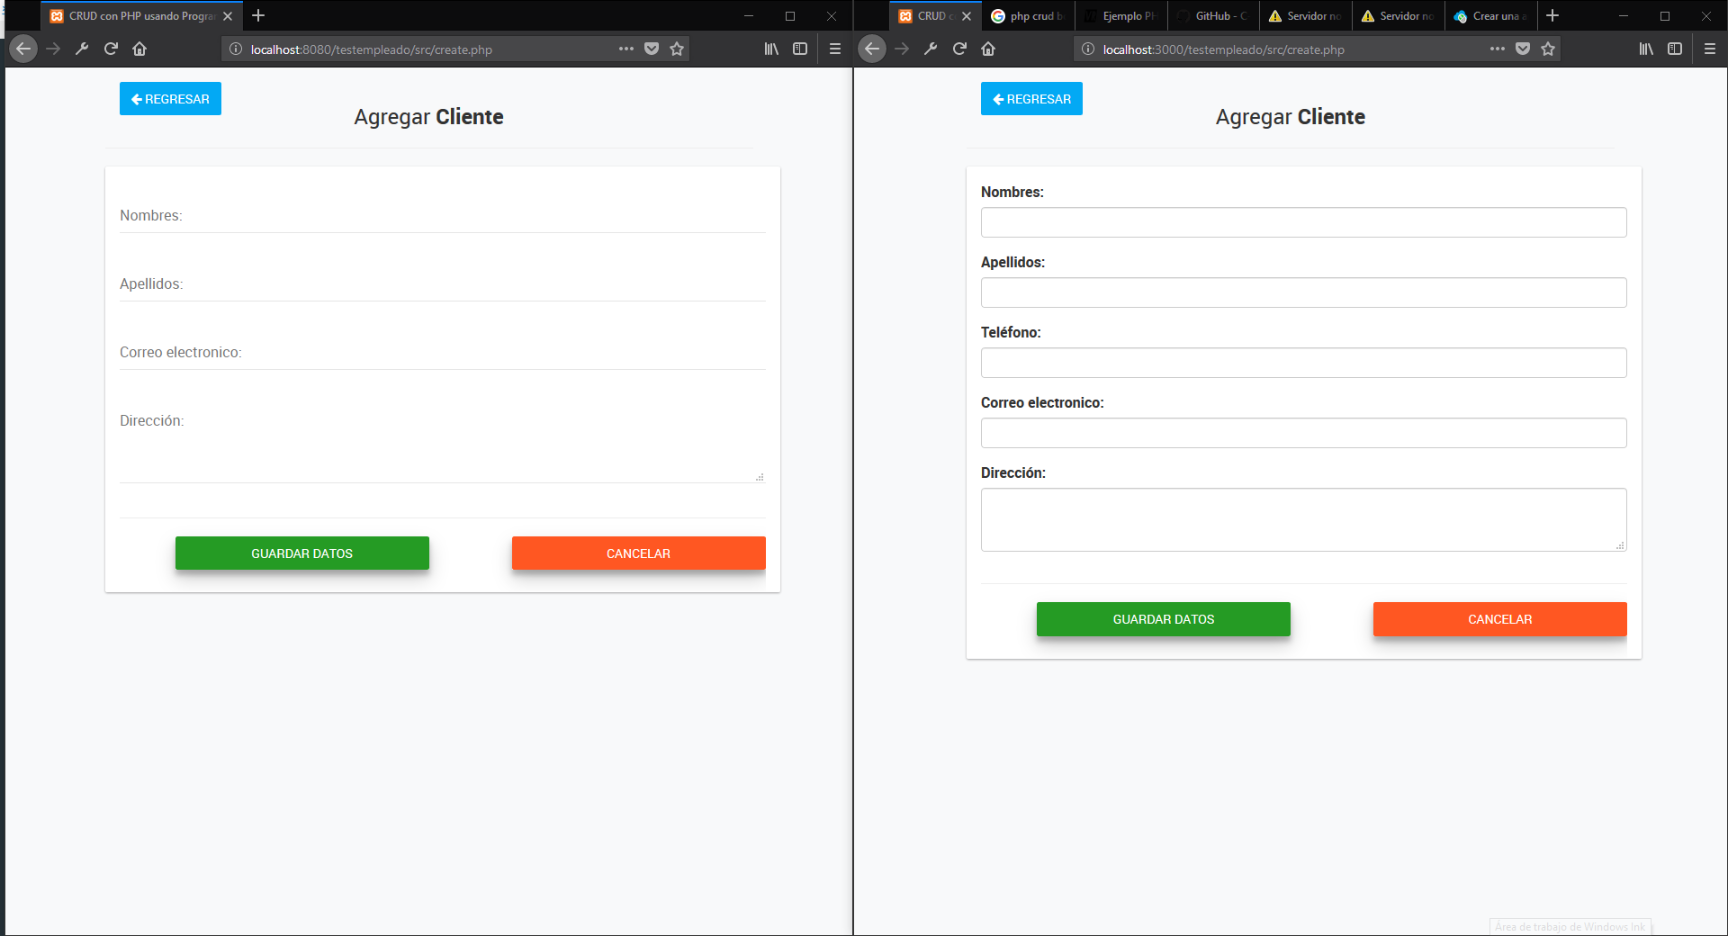 CRUD con PHP usando Progra
localhost:8080/testempleado/src/create.php
REGRESAR
Agregar Cliente
Nombres:
Apellidos:
Correo electronico:
Dirección:
GUARDAR DATOS
CANCELAR
CRUD c
php crud b
Ejemplo PH
GitHub - C
Servidor no
Servidor no
Crear una a
localhost:3000/testempleado/src/create.php
REGRESAR
Agregar Cliente
Nombres:
Apellidos:
Teléfono:
Correo electronico:
Dirección:
GUARDAR DATOS
CANCELAR
Área de trabajo de Windows Ink